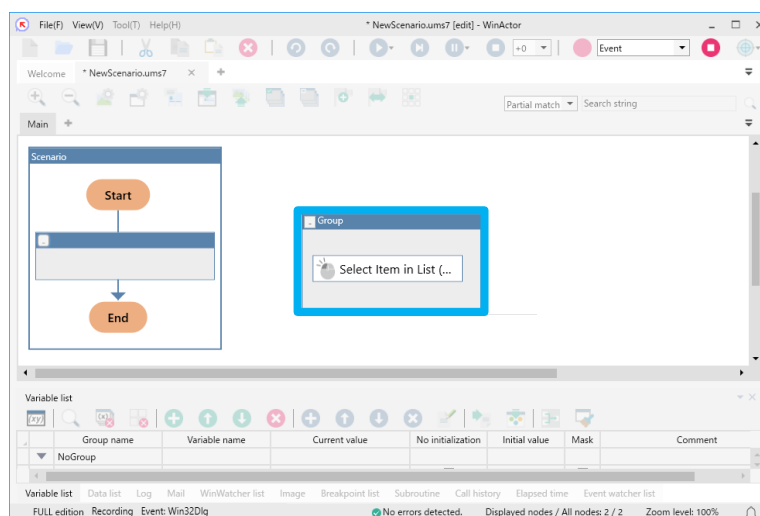 File(F) View(V) Tool(T) Help(H) * NewScenario.ums7 [edit] - WinActor
+0 Event
Welcome * NewScenario.ums7
Partial match Search string
Main
Scenario
Start
Group
Select Item in List (...
End
Variable list
Group name Variable name Current value No initialization Initial value Mask Comment
NoGroup
Variable list Data list Log Mail WinWatcher list Image Breakpoint list Subroutine Call history Elapsed time Event watcher list
FULL edition Recording Event: Win32Dlg No errors detected. Displayed nodes / All nodes: 2 / 2 Zoom level: 100%